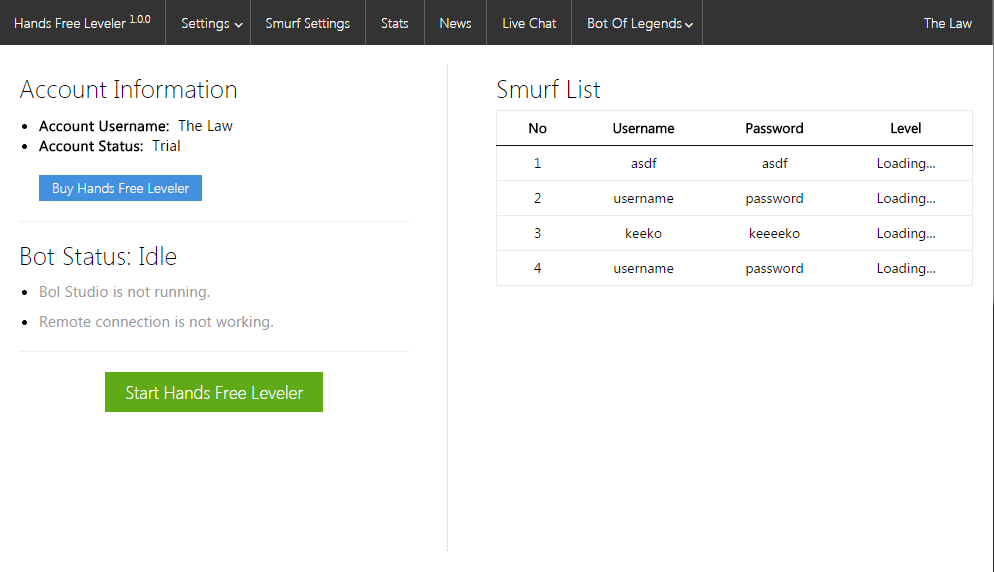 Hands Free Leveler 1.0.0 Settings Smurf Settings Stats News Live Chat Bot Of Legends The Law
Account Information
Account Username: The Law
Account Status: Trial
Buy Hands Free Leveler
Bot Status: Idle
Bol Studio is not running.
Remote connection is not working.
Start Hands Free Leveler
Smurf List
No Username Password Level
1 asdf asdf Loading...
2 username password Loading...
3 keeko keeeeko Loading...
4 username password Loading...